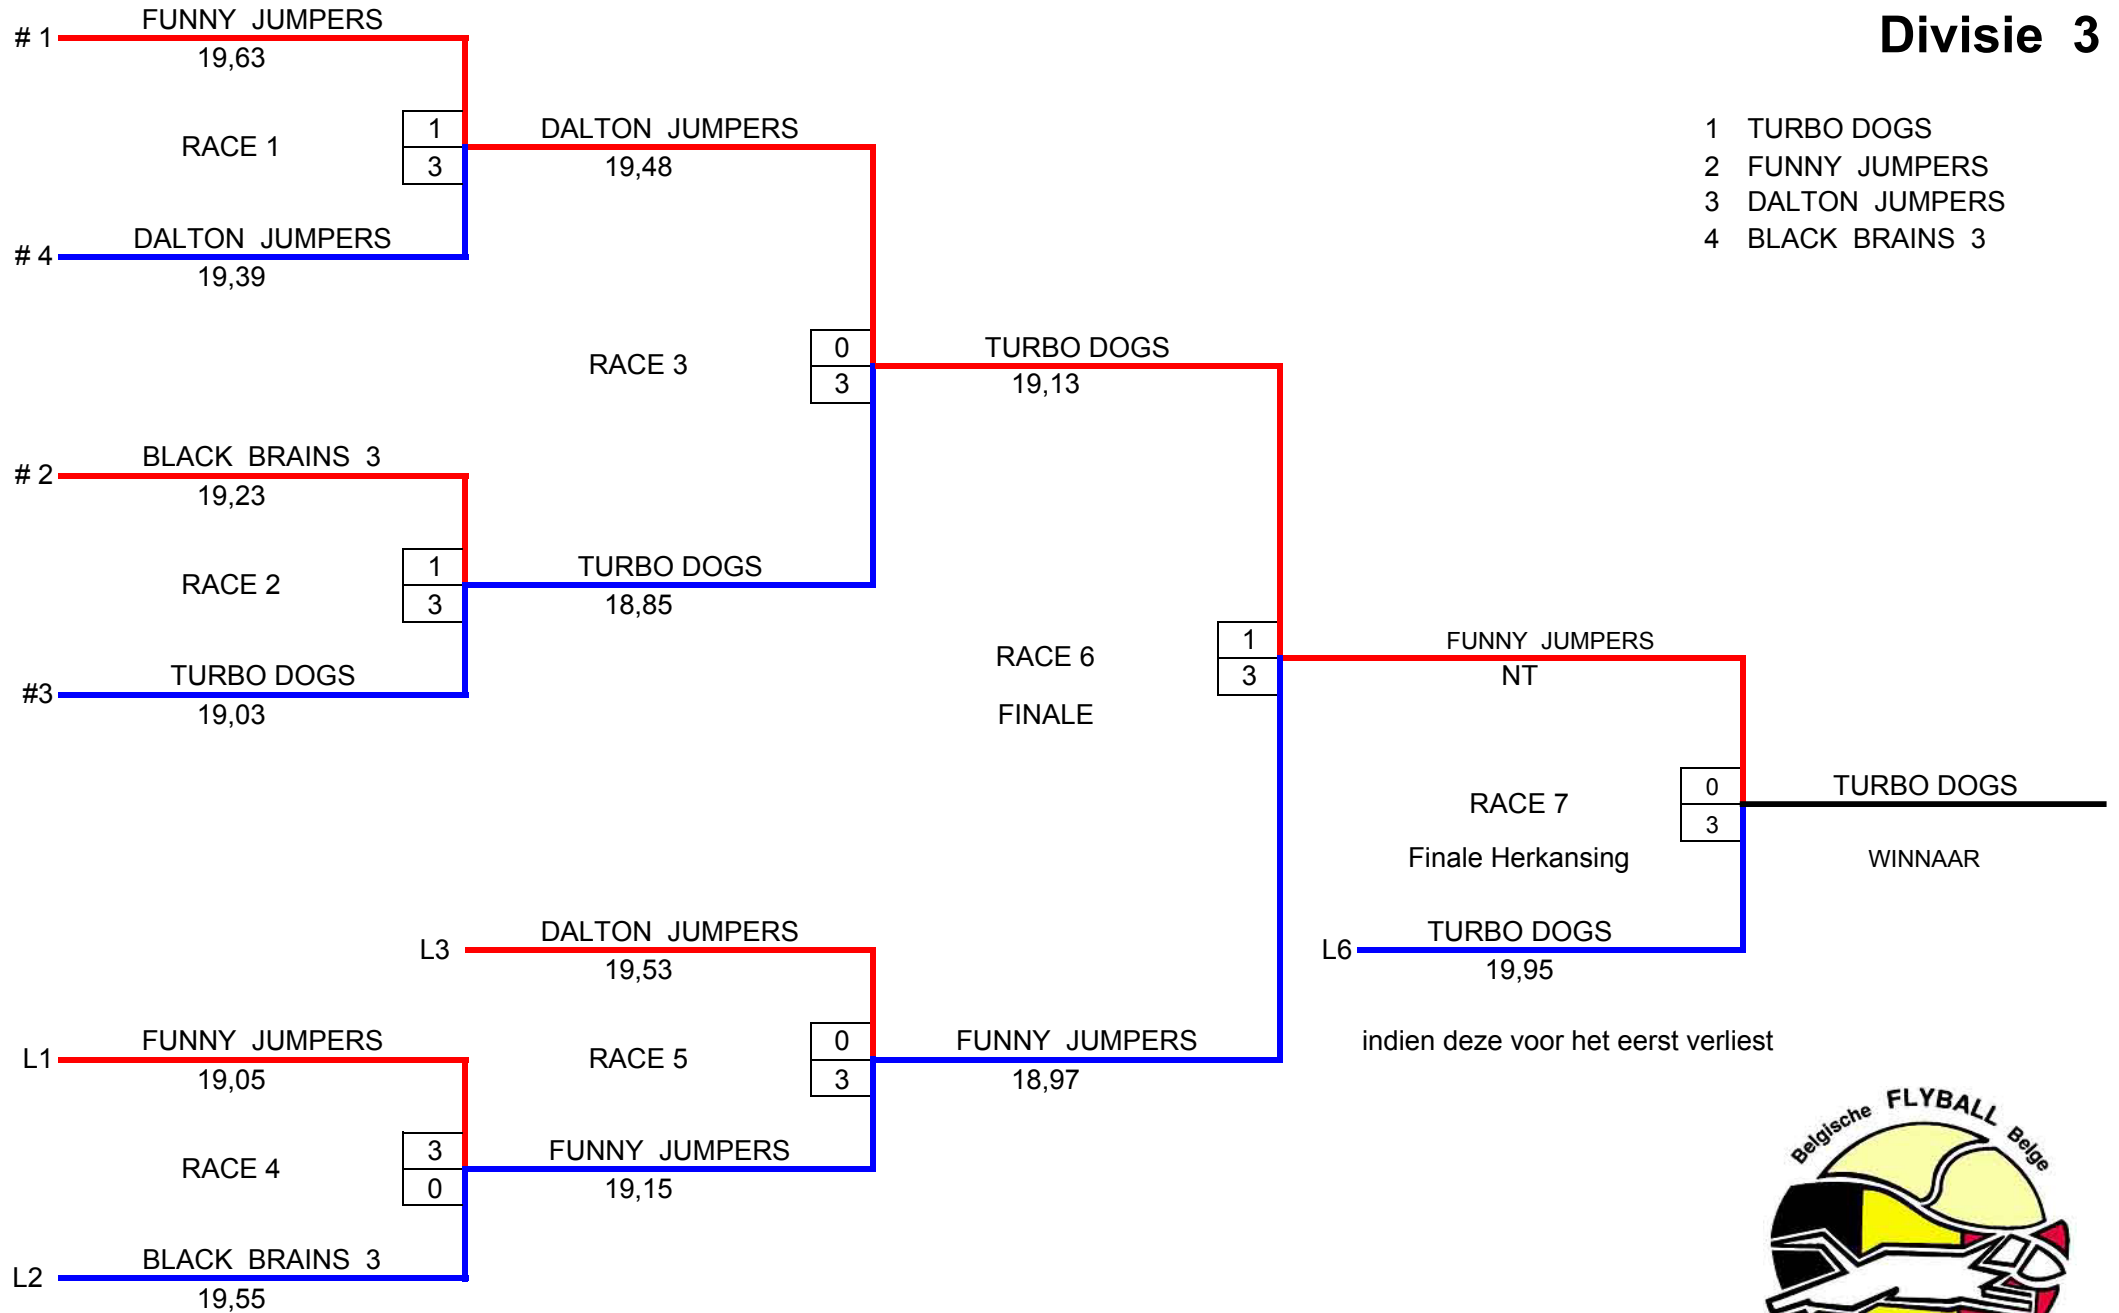 Divisie 3
# 1 FUNNY JUMPERS
19,63
RACE 1
1
3
# 4 DALTON JUMPERS
19,39
DALTON JUMPERS
19,48
1 TURBO DOGS
2 FUNNY JUMPERS
3 DALTON JUMPERS
4 BLACK BRAINS 3
RACE 3
0
3
TURBO DOGS
19,13
# 2 BLACK BRAINS 3
19,23
RACE 2
1
3
#3 TURBO DOGS
19,03
TURBO DOGS
18,85
RACE 6
FINALE
1
3
FUNNY JUMPERS
NT
RACE 7
Finale Herkansing
0
3
TURBO DOGS
WINNAAR
L6 TURBO DOGS
19,95
indien deze voor het eerst verliest
L3 DALTON JUMPERS
19,53
RACE 5
0
3
FUNNY JUMPERS
18,97
L1 FUNNY JUMPERS
19,05
RACE 4
3
0
FUNNY JUMPERS
19,15
L2 BLACK BRAINS 3
19,55
Belgische FLYBALL Belge